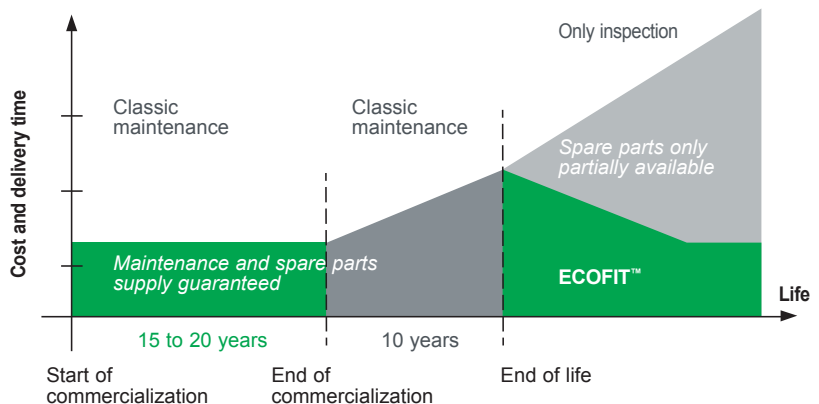 Only inspection
Cost and delivery time
Classic
maintenance
Classic
maintenance
Spare parts only
partially available
Maintenance and spare parts
supply guaranteed
ECOFIT™
Life
15 to 20 years
10 years
Start of
commercialization
End of
commercialization
End of life